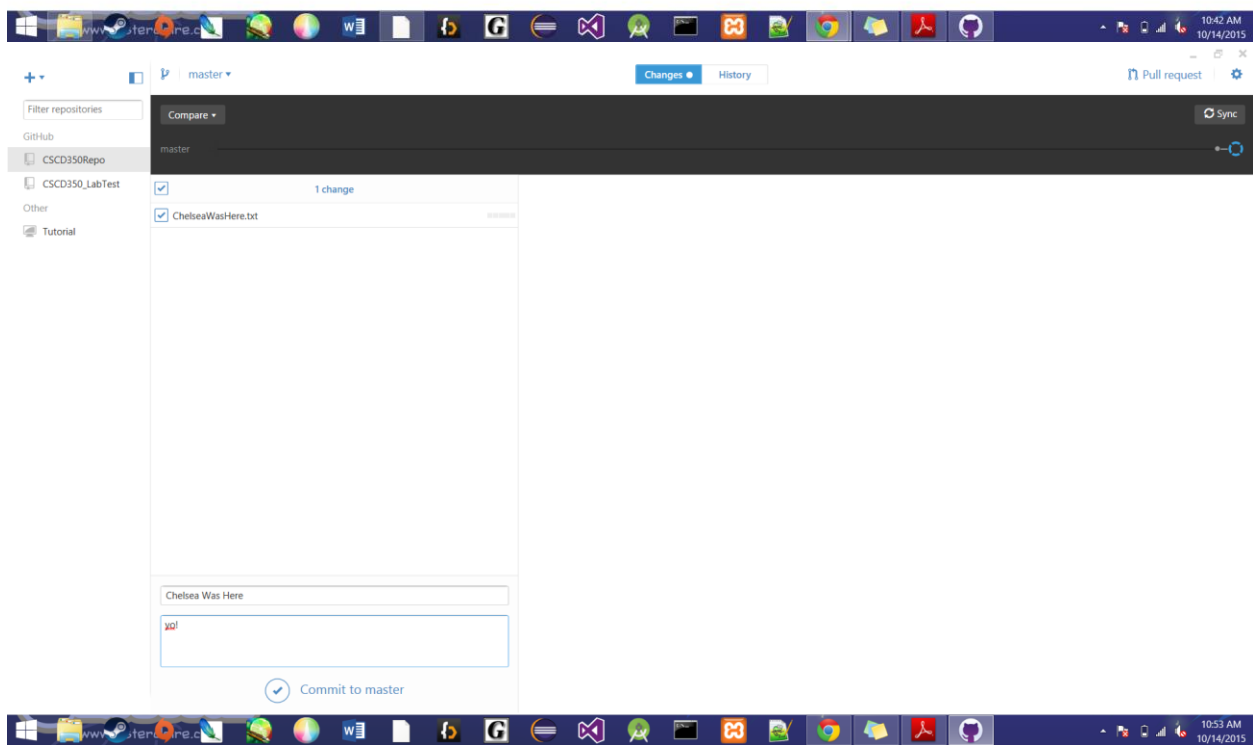 10:42 AM
10/14/2015
master
Changes
History
Pull request
Filter repositories
Compare
Sync
GitHub
master
CSCD350Repo
CSCD350_LabTest
1 change
Other
ChelseaWasHere.txt
Tutorial
Chelsea Was Here
yo!
Commit to master
10:53 AM
10/14/2015